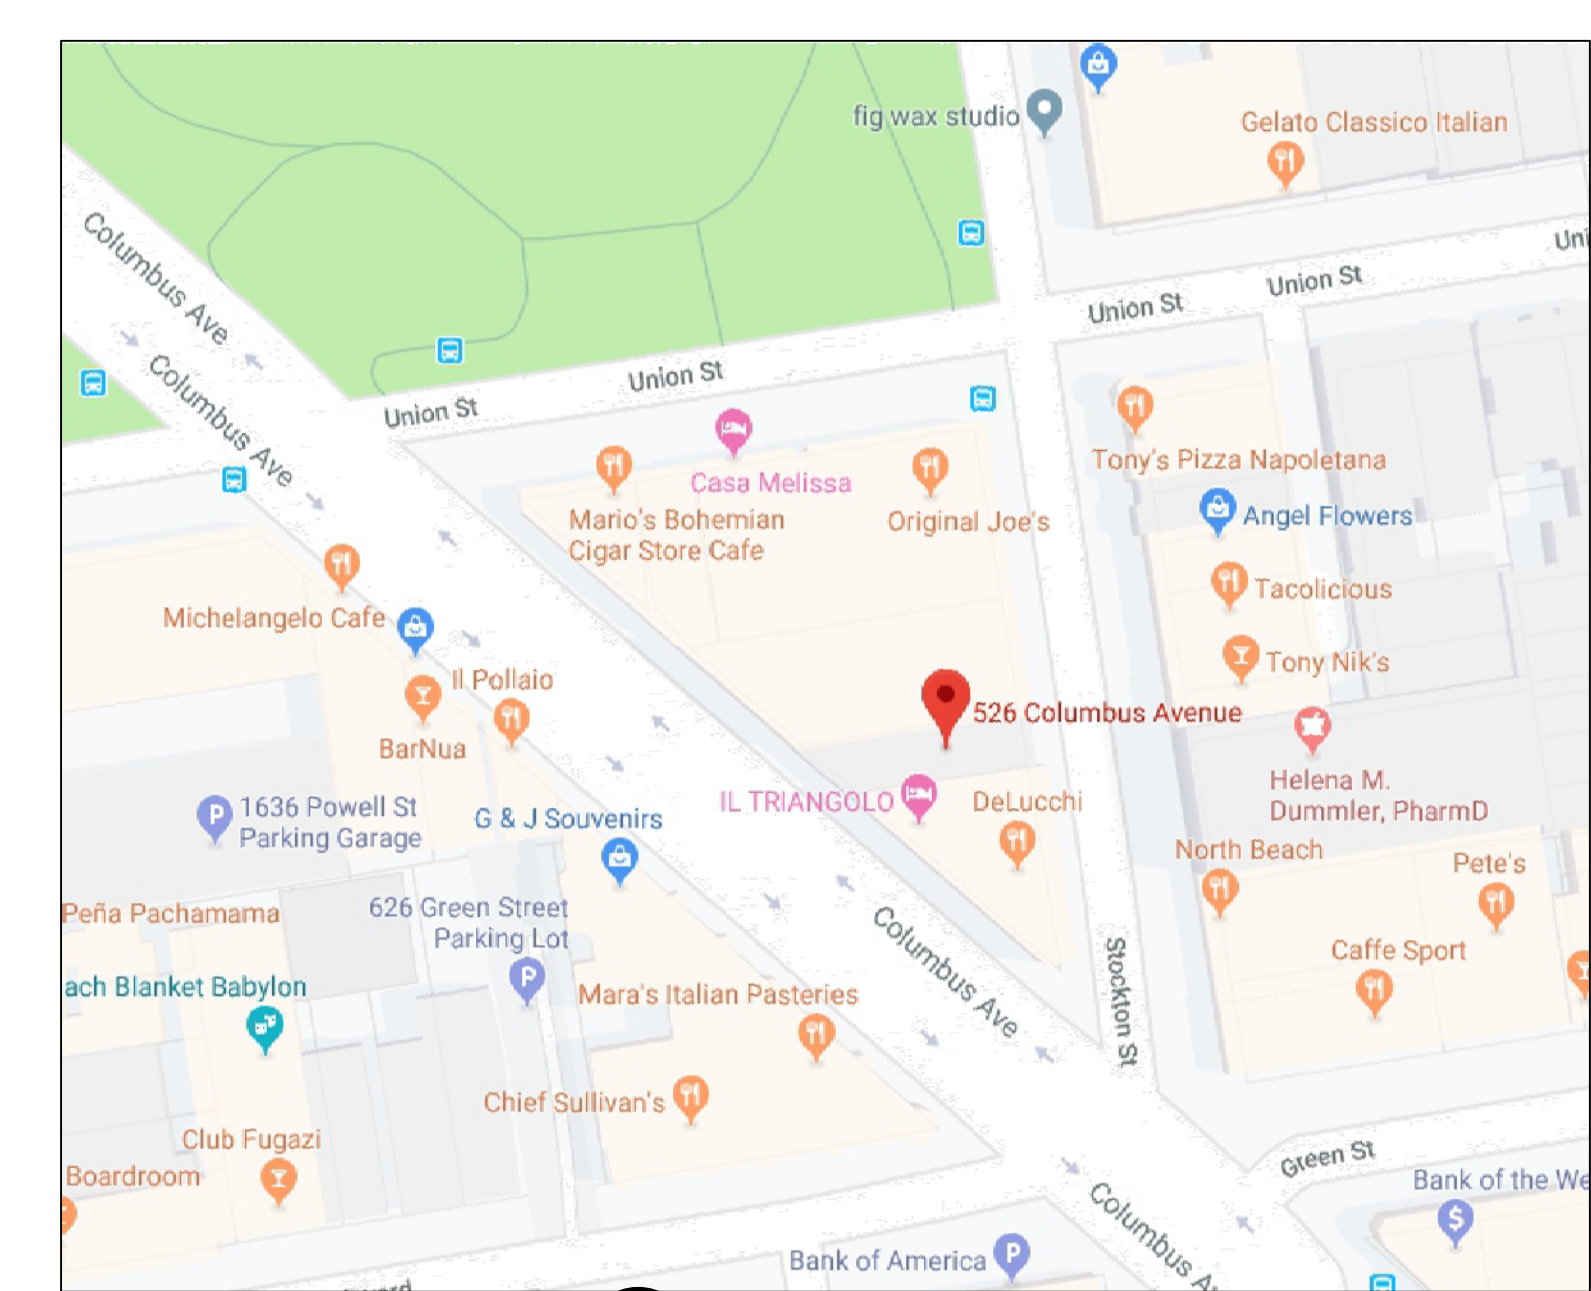 fig wax studio
Gelato Classico Italian
Columbus Ave
Union St
Union St
Columbus Ave
Union St
Union St
Casa Melissa
Mario's Bohemian
Cigar Store Cafe
Original Joe's
Tony's Pizza Napoletana
Angel Flowers
Tacolicious
Michelangelo Cafe
Tony Nik's
Il Pollaio
BarNua
526 Columbus Avenue
Helena M.
Dummler, PharmD
IL TRIANGOLO
DeLucchi
1636 Powell St
Parking Garage
G & J Souvenirs
North Beach
Pete's
Peña Pachamama
626 Green Street
Parking Lot
Columbus Ave
Stockton St
Caffe Sport
ach Blanket Babylon
Mara's Italian Pasteries
Chief Sullivan's
Club Fugazi
Boardroom
Green St
Bank of the We
Columbus A
Bank of America